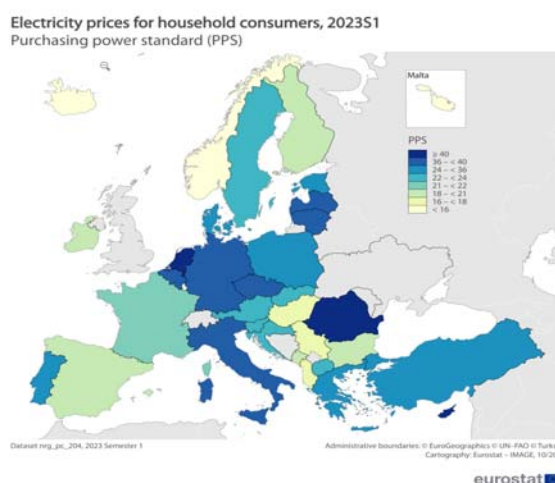 Electricity prices for household consumers, 2023S1
Purchasing power standard (PPS)
Malta
PPS
≥ 40
36 – < 40
24 – < 36
22 – < 24
21 – < 22
18 – < 21
16 – < 18
< 16
Dataset nrg_pc_204, 2023 Semester 1
Administrative boundaries: © EuroGeographics © UN–FAO © Turks
Cartography: Eurostat – IMAGE, 10/20
eurostat